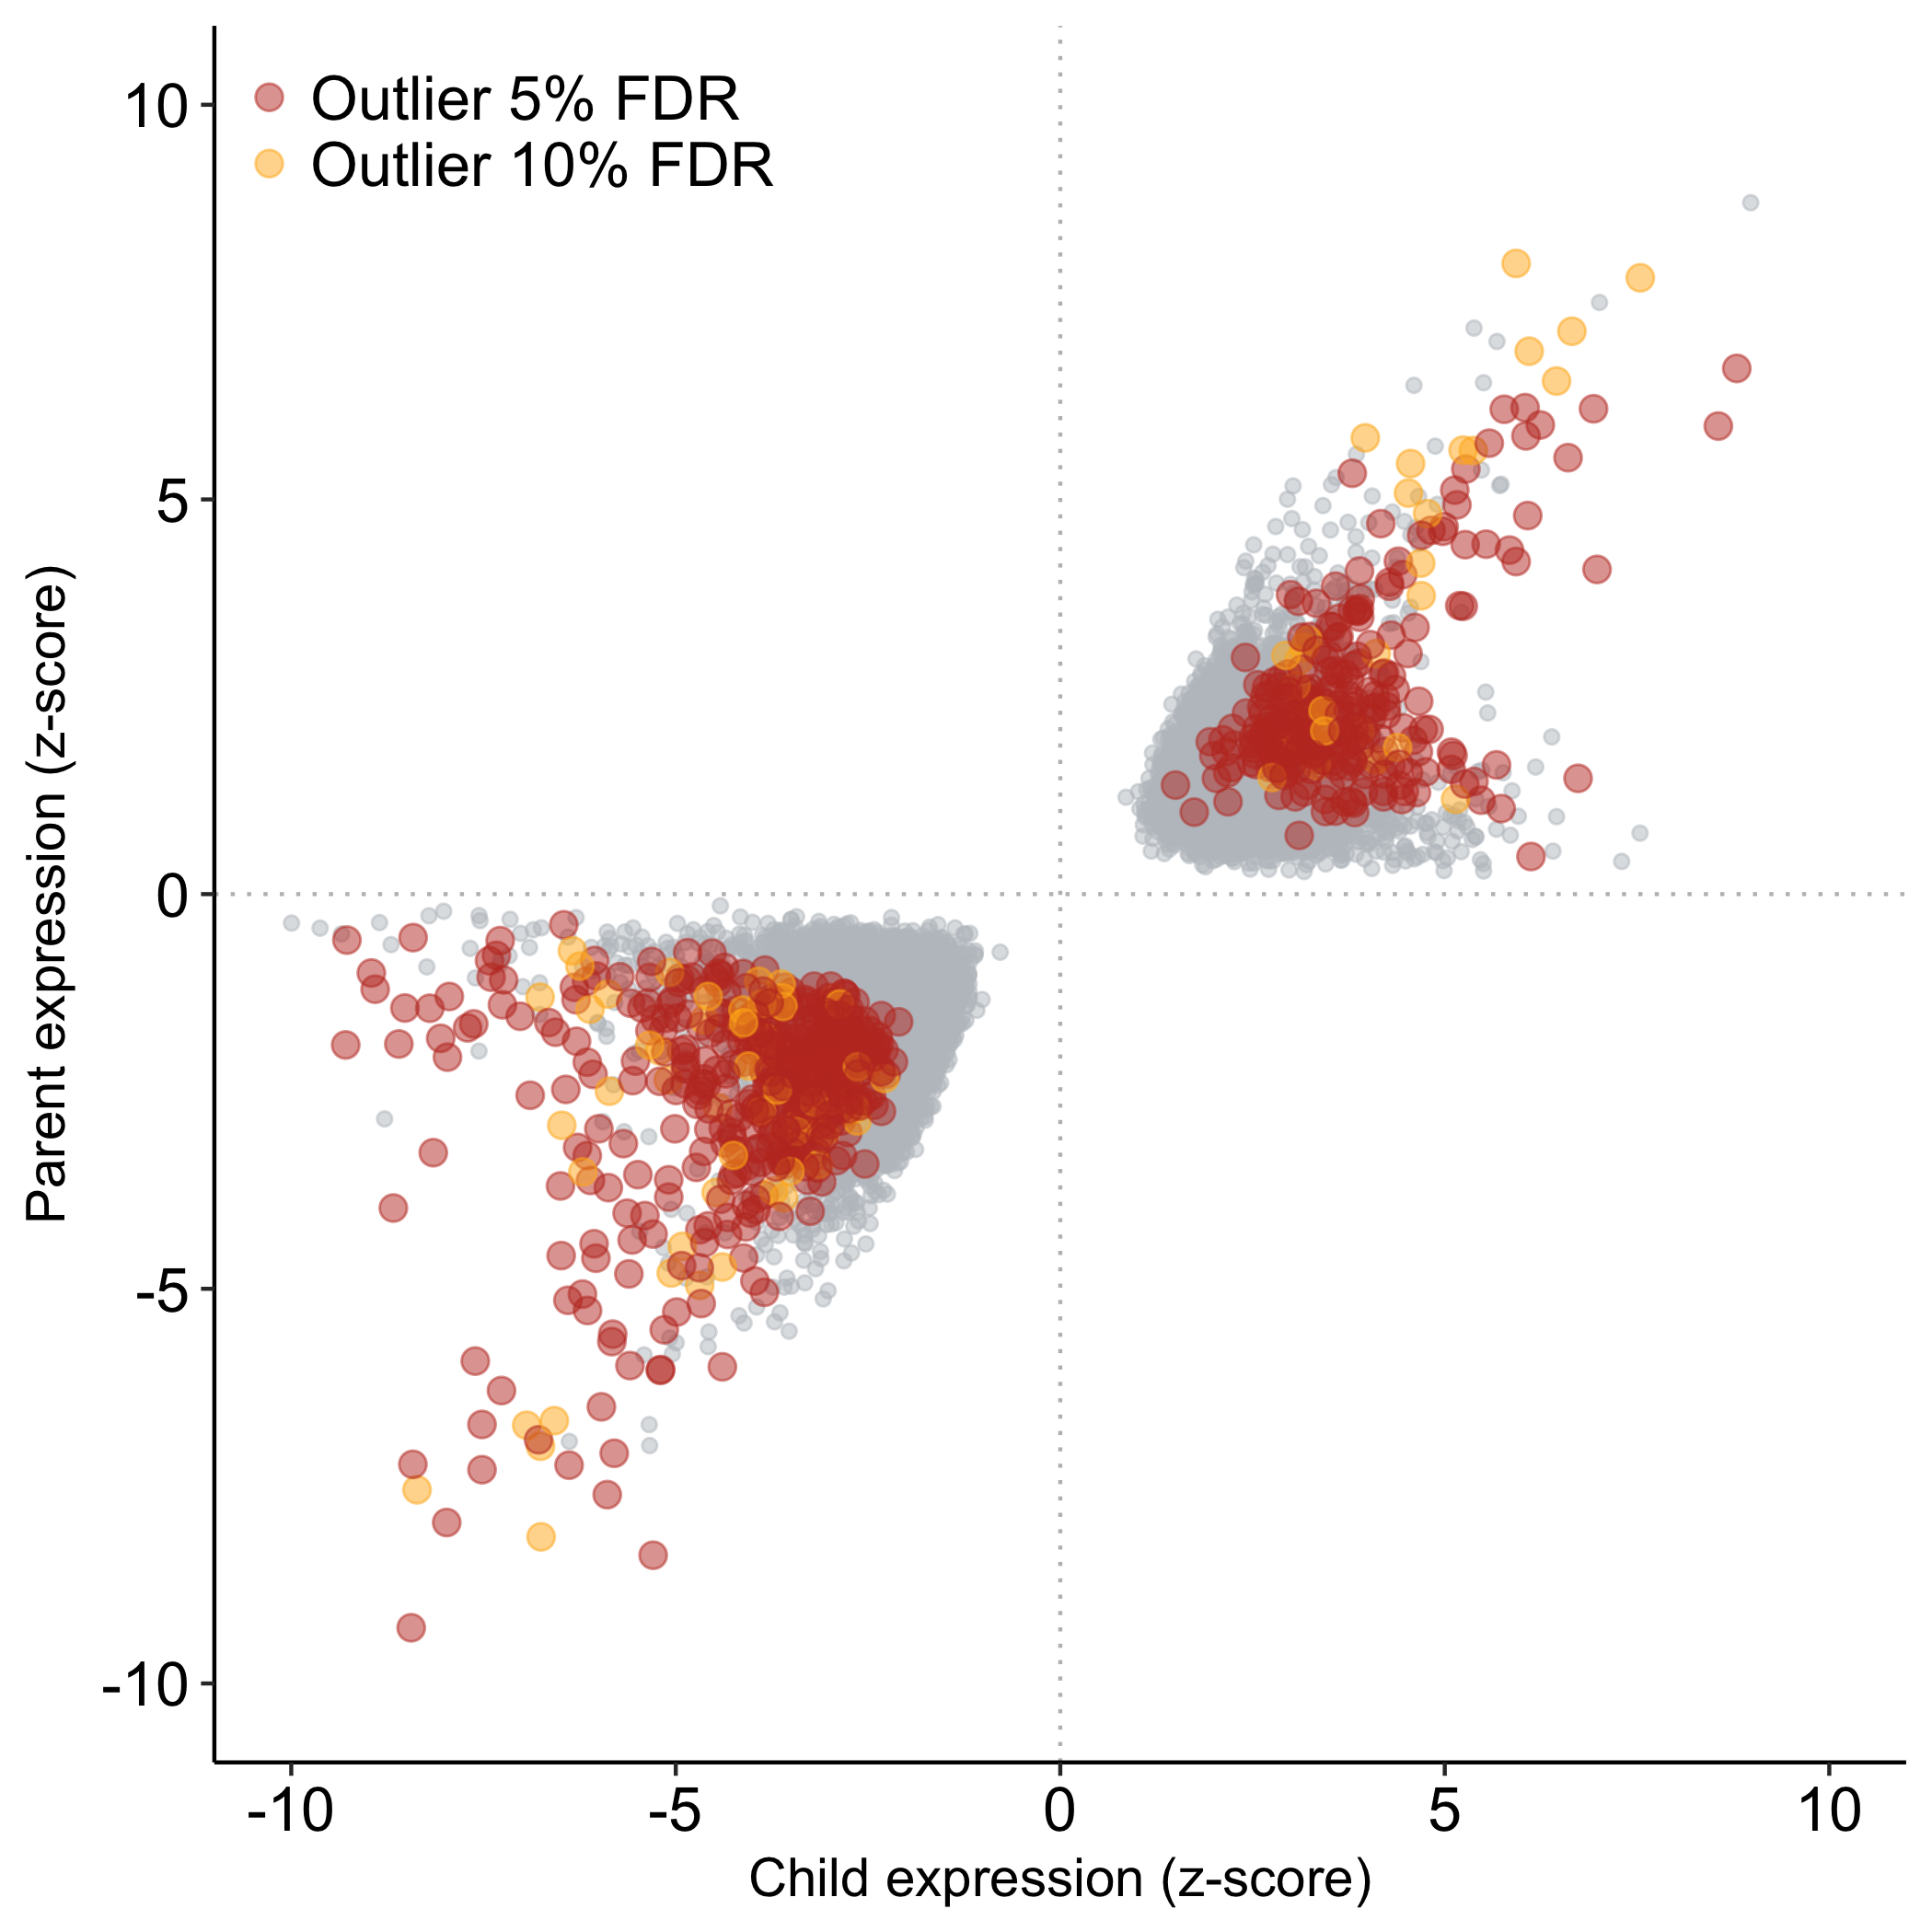 Outlier 5% FDR
Outlier 10% FDR
10
5
0
-5
-10
Parent expression (z-score)
-10
-5
0
5
10
Child expression (z-score)